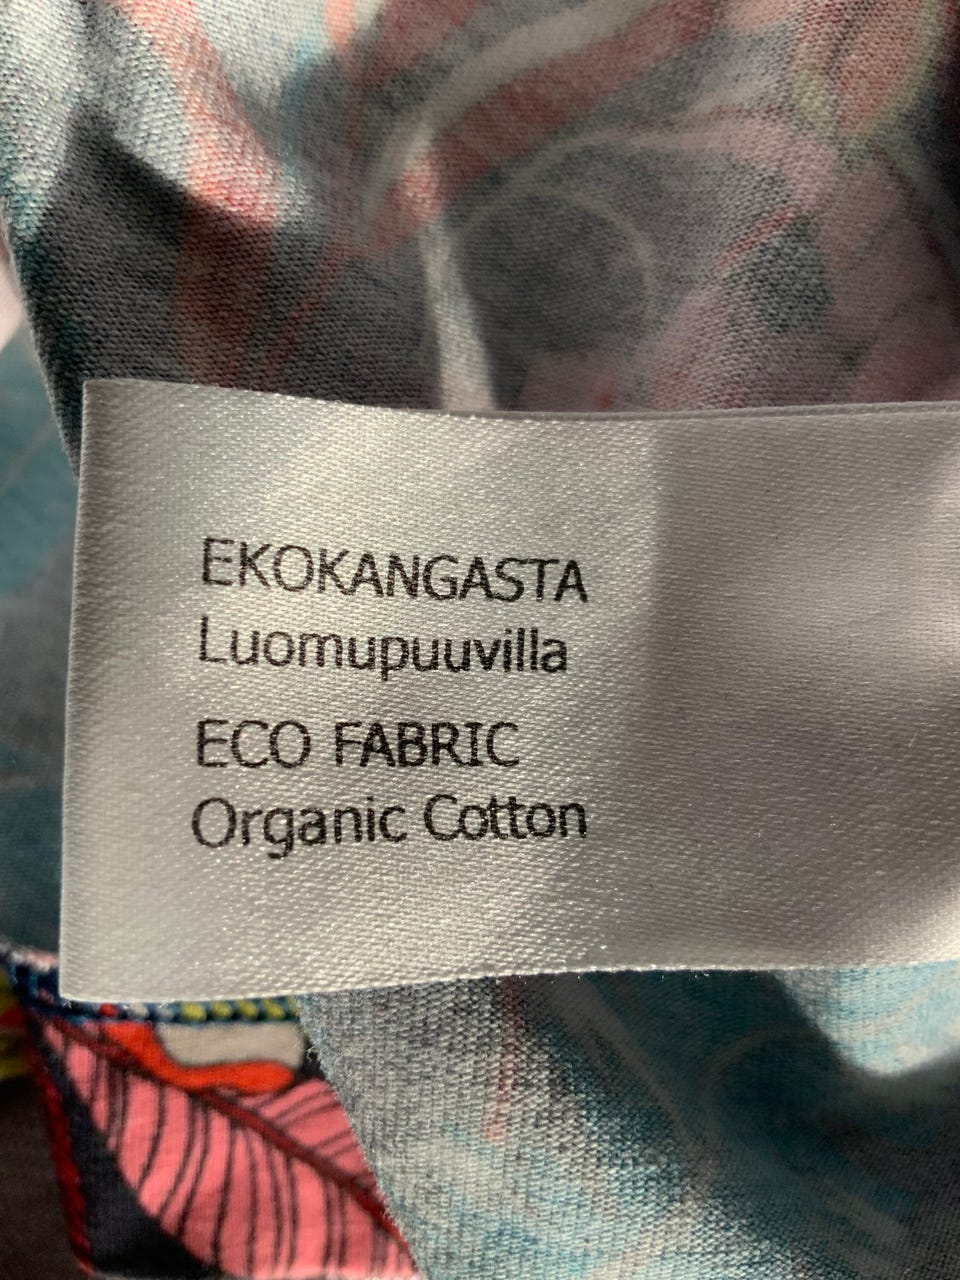 EKOKANGASTA
Luomupuuvilla
ECO FABRIC
Organic Cotton